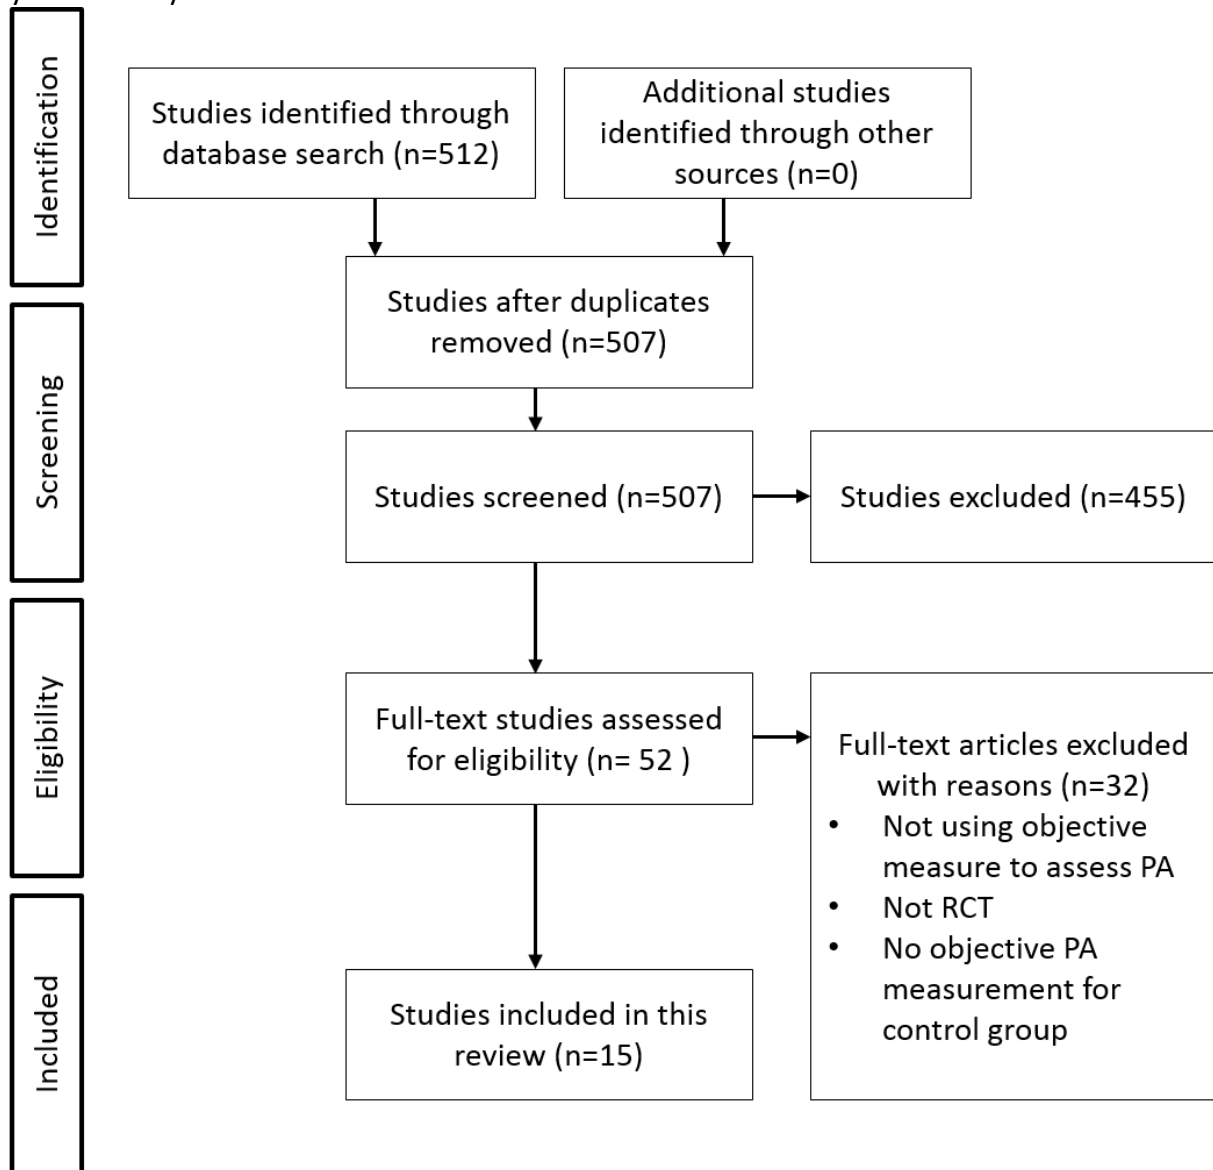 Identification
Studies identified through
database search (n=512)
Additional studies
identified through other
sources (n=0)
Studies after duplicates
removed (n=507)
Screening
Studies screened (n=507)
Studies excluded (n=455)
Eligibility
Full-text studies assessed
for eligibility (n= 52 )
Full-text articles excluded
with reasons (n=32)
• Not using objective
measure to assess PA
• Not RCT
• No objective PA
measurement for
control group
Included
Studies included in this
review (n=15)